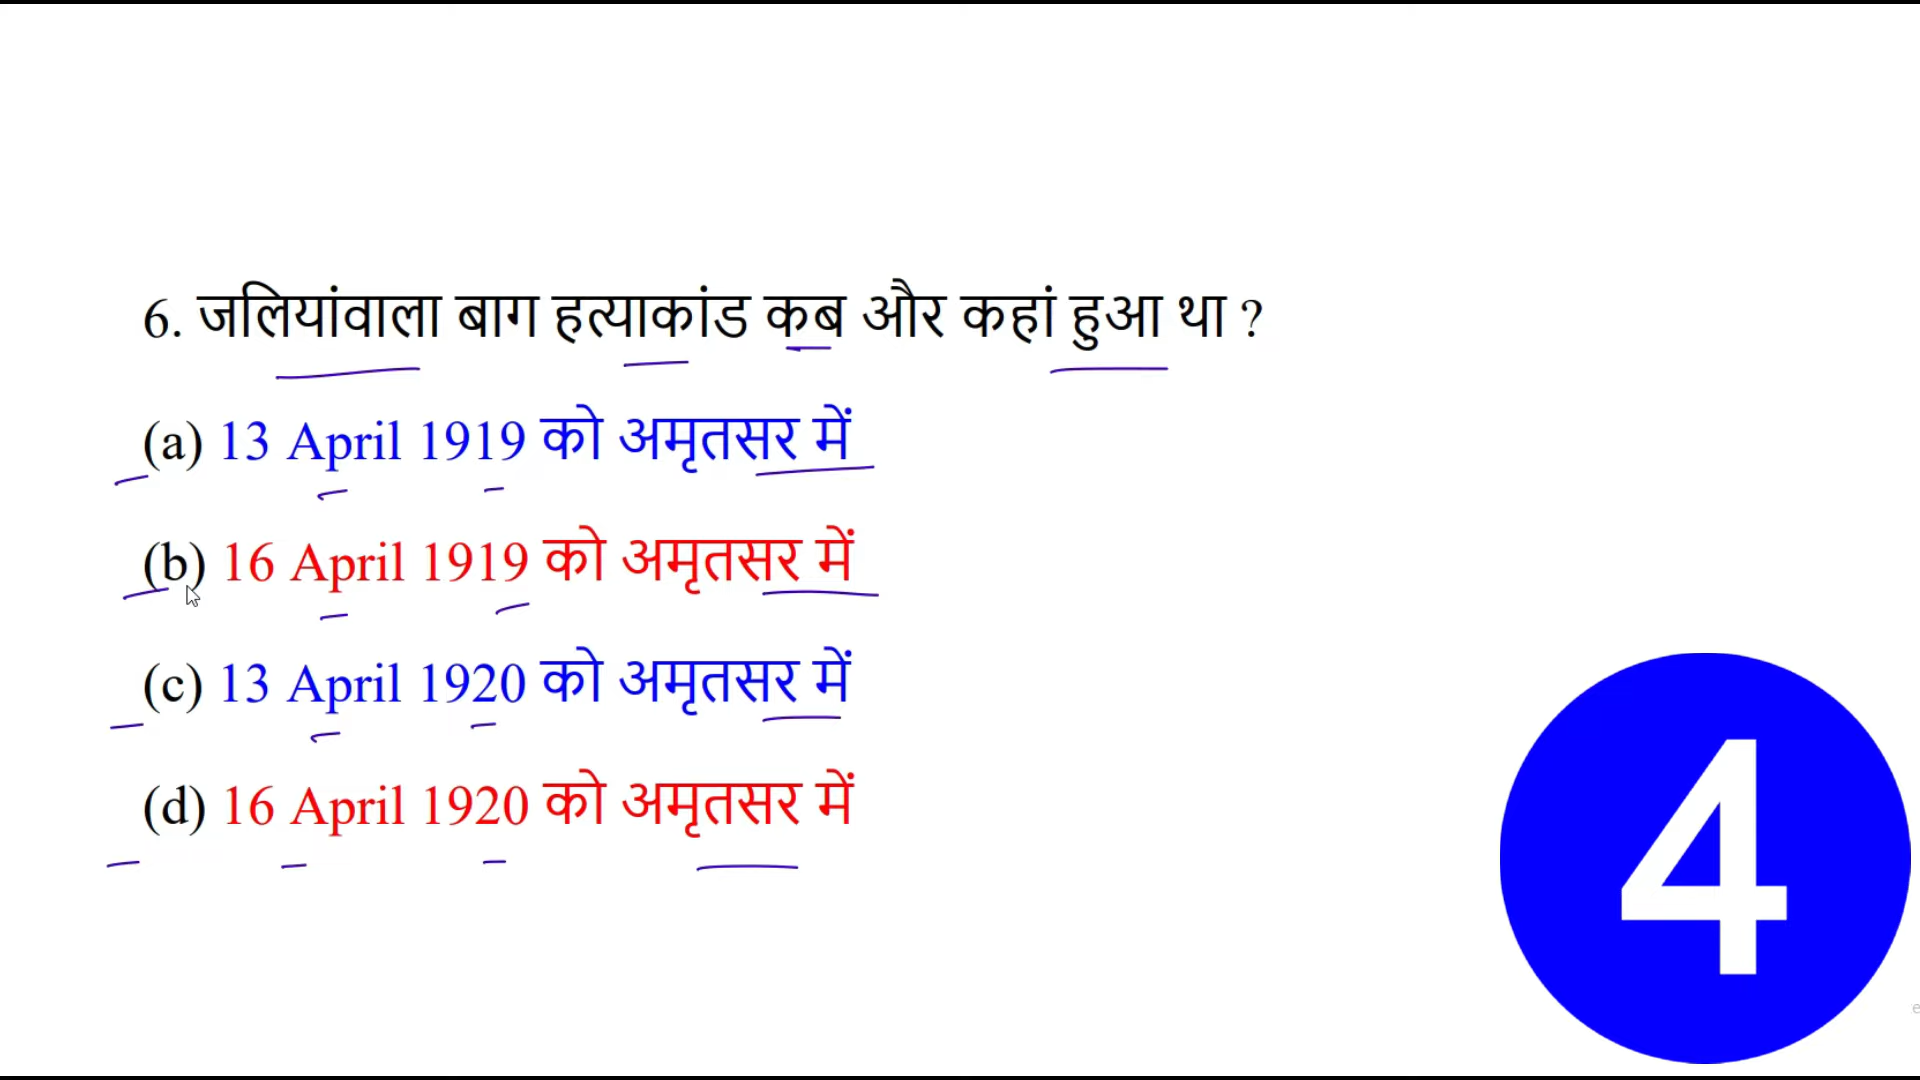 6. जलियांवाला बाग हत्याकांड कब और कहां हुआ था ?
(a) 13 April 1919 को अमृतसर में
(b) 16 April 1919 को अमृतसर में
(c) 13 April 1920 को अमृतसर में
(d) 16 April 1920 को अमृतसर में
4